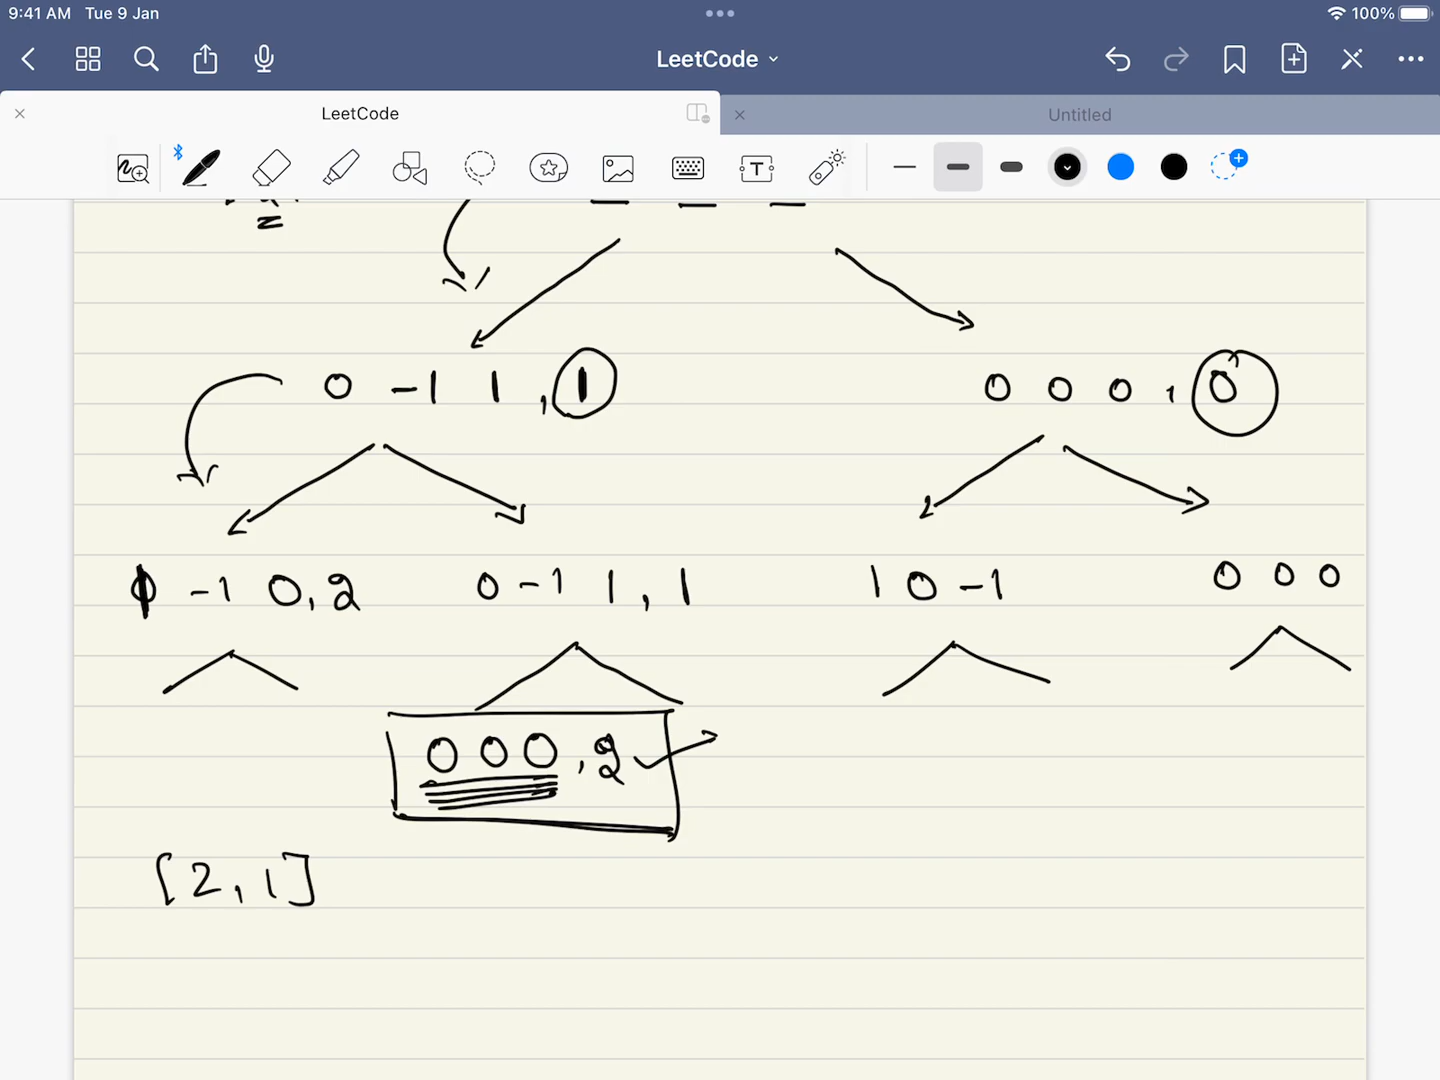 9:41 AM Tue 9 Jan 100%
LeetCode
LeetCode Untitled
T
0 -1 1 , 1 0 0 0 , 0
-1 0 , 2 0 -1 1 , 1 1 0 -1 0 0 0
0 0 0 , 2
[2, 1]